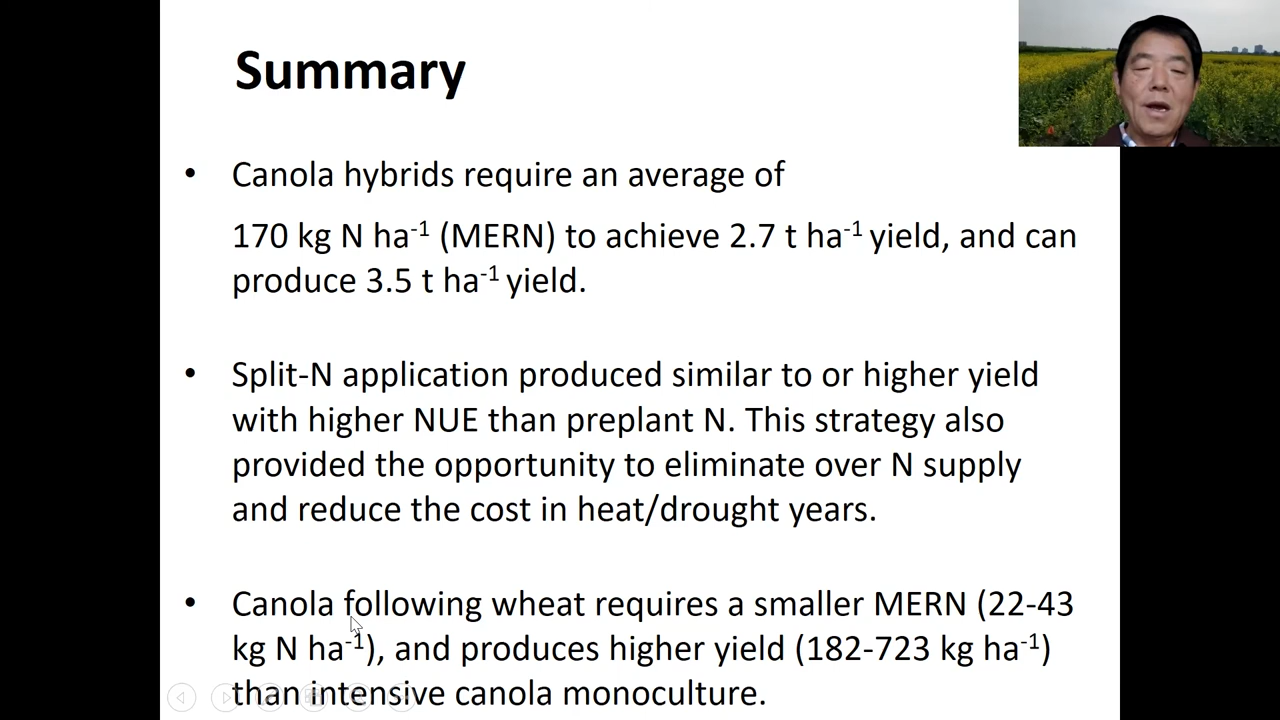 Summary
• Canola hybrids require an average of
170 kg N ha⁻¹ (MERN) to achieve 2.7 t ha⁻¹ yield, and can
produce 3.5 t ha⁻¹ yield.
• Split-N application produced similar to or higher yield
with higher NUE than preplant N. This strategy also
provided the opportunity to eliminate over N supply
and reduce the cost in heat/drought years.
• Canola following wheat requires a smaller MERN (22-43
kg N ha⁻¹), and produces higher yield (182-723 kg ha⁻¹)
than intensive canola monoculture.